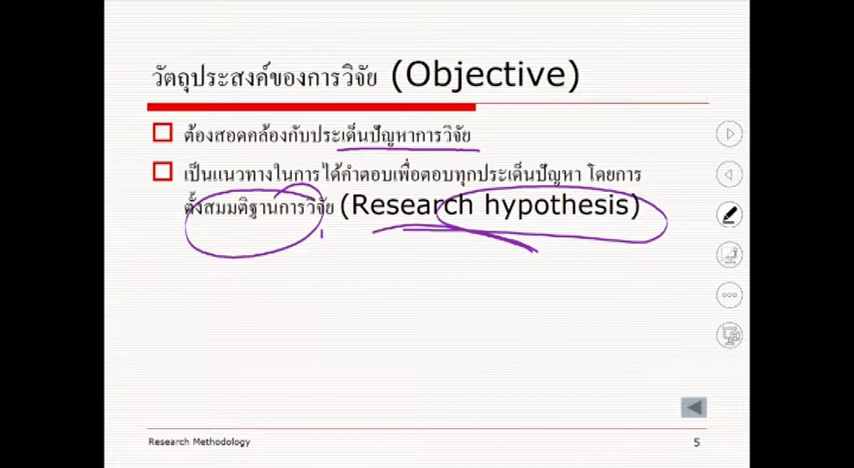 วัตถุประสงค์ของการวิจัย (Objective)
ต้องสอดคล้องกับประเด็นปัญหาการวิจัย
เป็นแนวทางในการได้คำตอบเพื่อตอบทุกประเด็นปัญหา โดยการ
ตั้งสมมติฐานการวิจัย (Research hypothesis)
Research Methodology
5